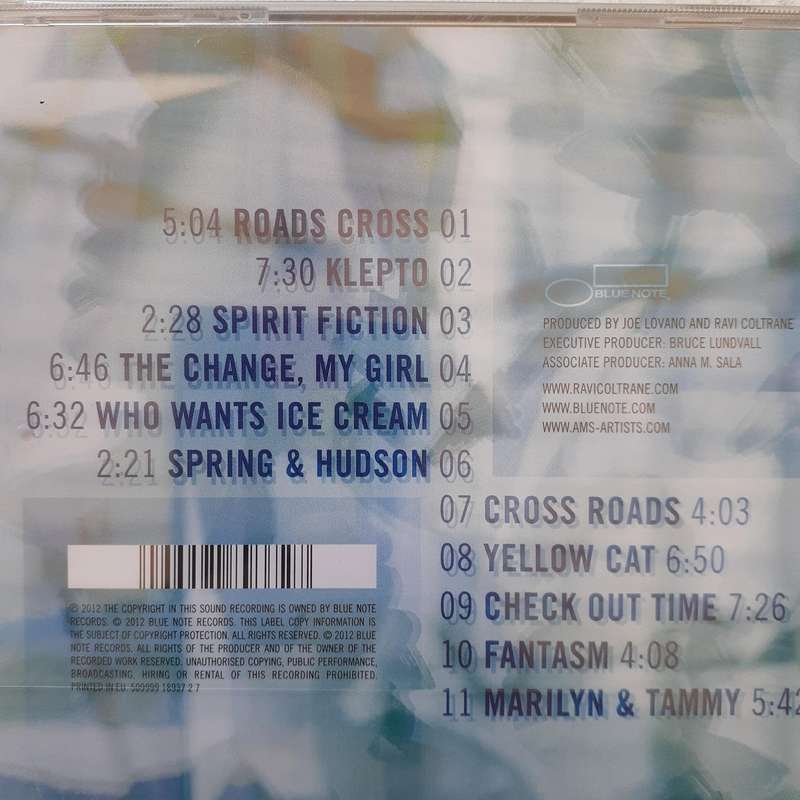 5:04 ROADS CROSS 01
7:30 KLEPTO 02
2:28 SPIRIT FICTION 03
6:46 THE CHANGE, MY GIRL 04
6:32 WHO WANTS ICE CREAM 05
2:21 SPRING & HUDSON 06
07 CROSS ROADS 4:03
08 YELLOW CAT 6:50
09 CHECK OUT TIME 7:26
10 FANTASM 4:08
11 MARILYN & TAMMY 5:42
BLUE NOTE
PRODUCED BY JOE LOVANO AND RAVI COLTRANE
EXECUTIVE PRODUCER: BRUCE LUNDVALL
ASSOCIATE PRODUCER: ANNA M. SALA
WWW.RAVICOLTRANE.COM
WWW.BLUENOTE.COM
WWW.AMS-ARTISTS.COM
℗ 2012 THE COPYRIGHT IN THIS SOUND RECORDING IS OWNED BY BLUE NOTE
RECORDS. © 2012 BLUE NOTE RECORDS. THIS LABEL COPY INFORMATION IS
THE SUBJECT OF COPYRIGHT PROTECTION. ALL RIGHTS RESERVED. © 2012 BLUE
NOTE RECORDS. ALL RIGHTS OF THE PRODUCER AND OF THE OWNER OF THE
RECORDED WORK RESERVED. UNAUTHORISED COPYING, PUBLIC PERFORMANCE,
BROADCASTING, HIRING OR RENTAL OF THIS RECORDING PROHIBITED.
PRINTED IN EU. 509999 18937 2 7